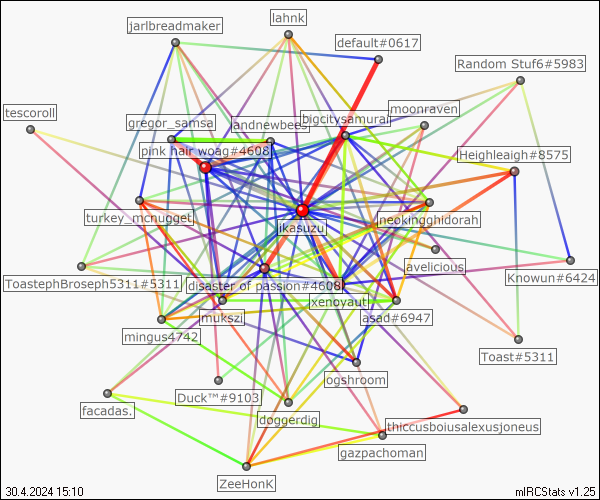 lahnk
jarlbreadmaker
default#0617
Random Stuf6#5983
tescoroll
moonraven
bigcitysamurai
gregor_samsa
andnewbees
pink hair woag#4608
Heighleaigh#8575
turkey_mcnugget
jikasuzu
neokingghidorah
avelicious
ToastephBroseph5311#5311
disaster of passion#4608
Knowun#6424
xenoyaut
mukszi
asad#6947
mingus4742
Toast#5311
ogshroom
Duck™#9103
facadas.
doggerdig
thiccusboiusalexusjoneus
gazpachoman
ZeeHonK
30.4.2024 15:10
mIRCStats v1.25